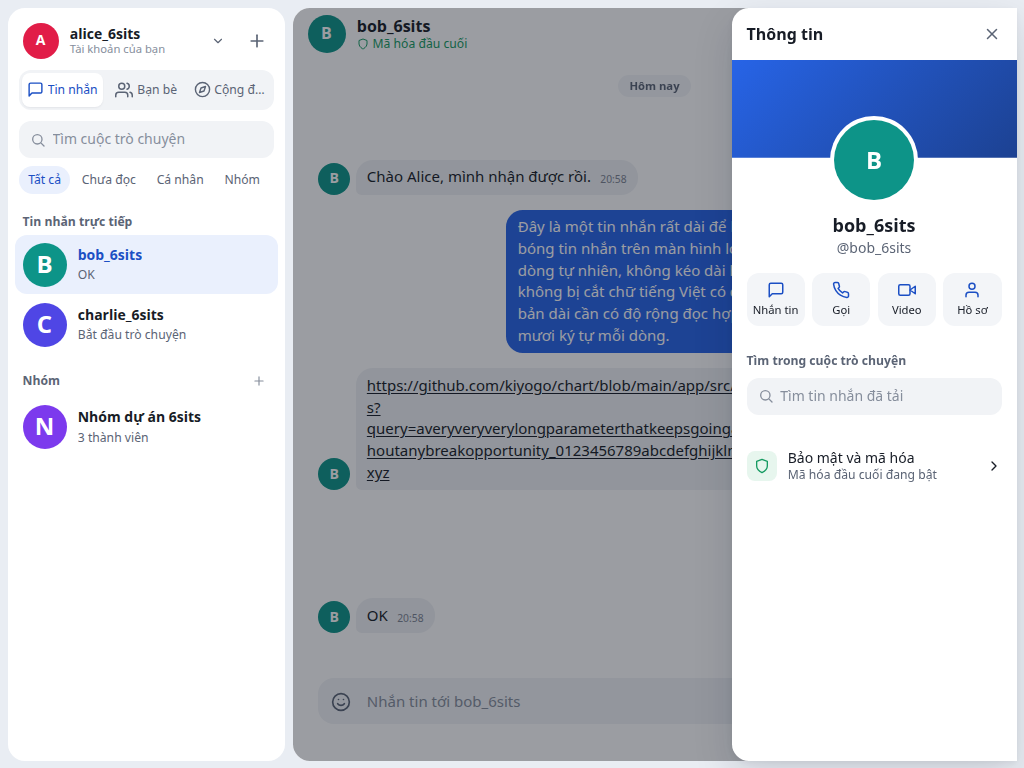 A
alice_6sits
Tài khoản của bạn
Tin nhắn
Bạn bè
Cộng đ...
Tìm cuộc trò chuyện
Tất cả
Chưa đọc
Cá nhân
Nhóm
Tin nhắn trực tiếp
B
bob_6sits
OK
C
charlie_6sits
Bắt đầu trò chuyện
Nhóm
N
Nhóm dự án 6sits
3 thành viên
B
bob_6sits
Mã hóa đầu cuối
Hôm nay
B
Chào Alice, mình nhận được rồi. 20:58
Đây là một tin nhắn rất dài để
bóng tin nhắn trên màn hình
dòng tự nhiên, không kéo dài
không bị cắt chữ tiếng Việt có
bản dài cần có độ rộng đọc
mươi ký tự mỗi dòng.
https://github.com/kiyogo/chart/blob/main/app/src/
s?
query=averyveryverylongparameterthatkeepsgoing
houtanybreakopportunity_0123456789abcdefghijkl
xyz
B
B
OK 20:58
Nhắn tin tới bob_6sits
Thông tin
B
bob_6sits
@bob_6sits
Nhắn tin
Gọi
Video
Hồ sơ
Tìm trong cuộc trò chuyện
Tìm tin nhắn đã tải
Bảo mật và mã hóa
Mã hóa đầu cuối đang bật